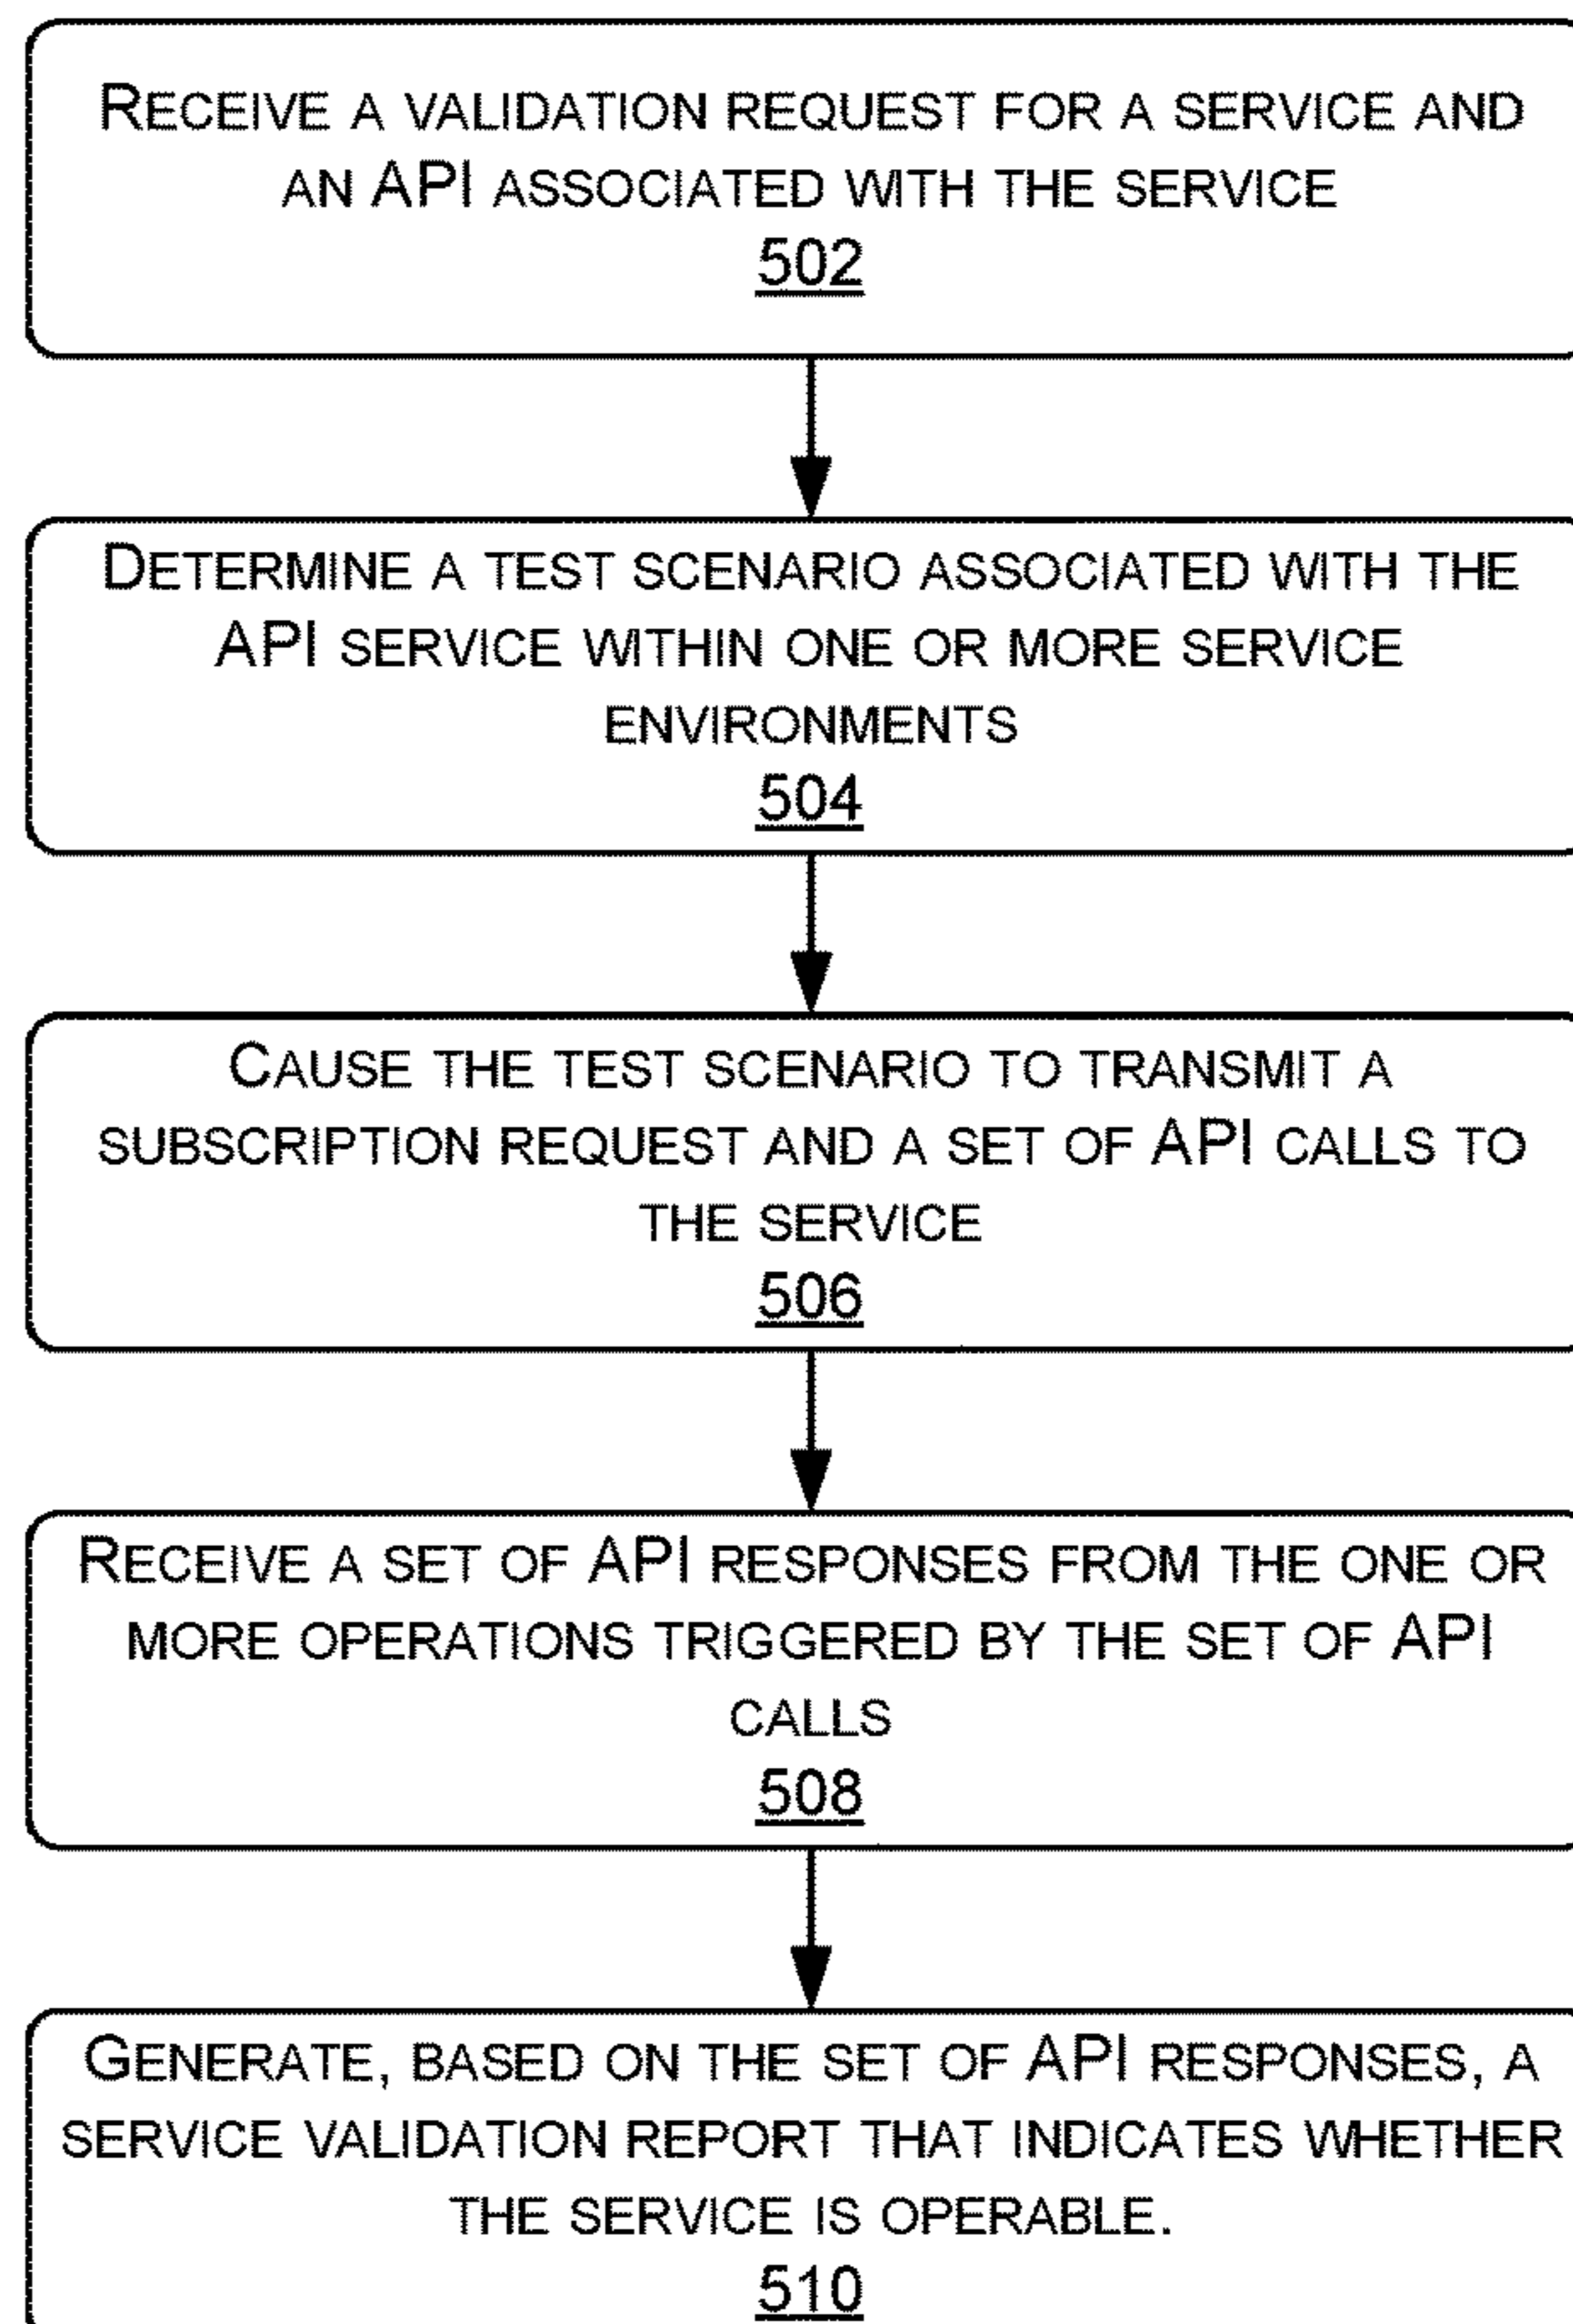 RECEIVE A VALIDATION REQUEST FOR A SERVICE AND
AN API ASSOCIATED WITH THE SERVICE
502
DETERMINE A TEST SCENARIO ASSOCIATED WITH THE
API SERVICE WITHIN ONE OR MORE SERVICE
ENVIRONMENTS
504
CAUSE THE TEST SCENARIO TO TRANSMIT A
SUBSCRIPTION REQUEST AND A SET OF API CALLS TO
THE SERVICE
506
RECEIVE A SET OF API RESPONSES FROM THE ONE OR
MORE OPERATIONS TRIGGERED BY THE SET OF API
CALLS
508
GENERATE, BASED ON THE SET OF API RESPONSES, A
SERVICE VALIDATION REPORT THAT INDICATES WHETHER
THE SERVICE IS OPERABLE.
510